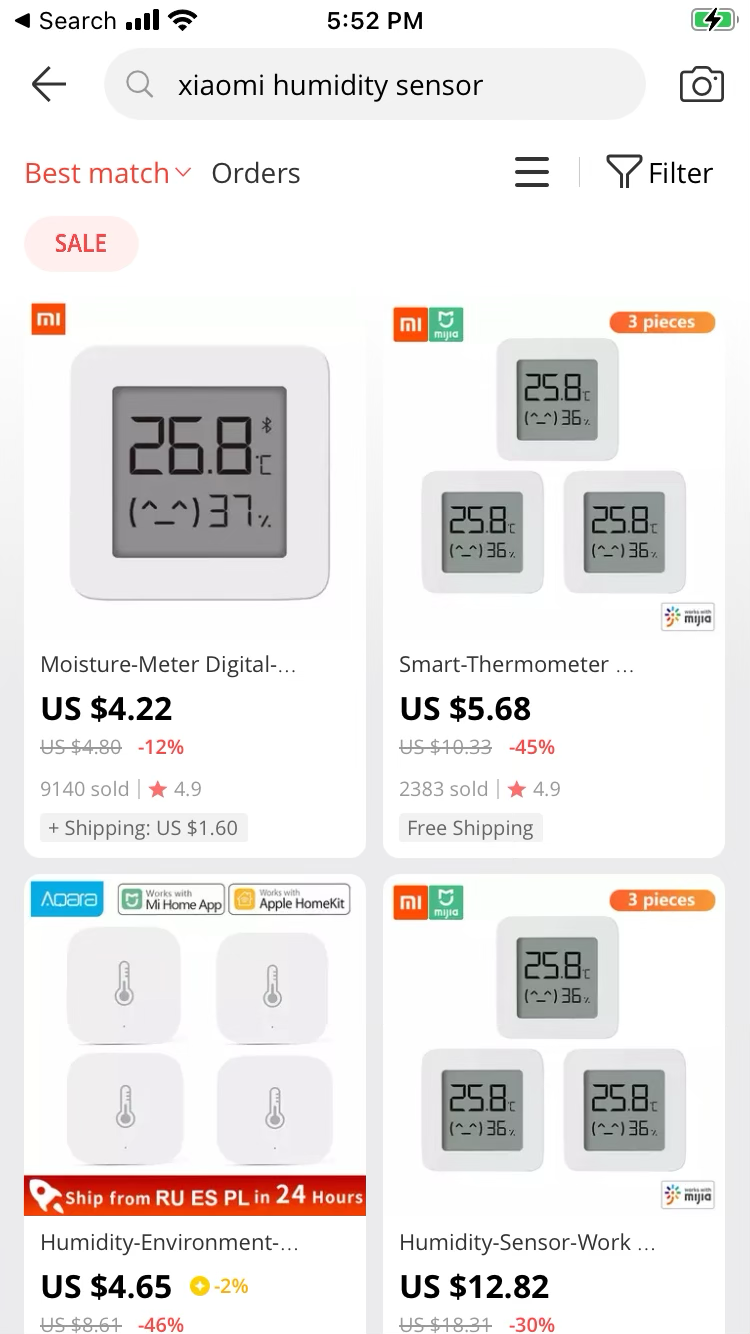 Search
5:52 PM
xiaomi humidity sensor
Best match
Orders
Filter
SALE
mi
26.8 °C
(^_^) 37 %
Moisture-Meter Digital-...
US $4.22
US $4.80 -12%
9140 sold | ★ 4.9
+ Shipping: US $1.60
mi
mijia
3 pieces
25.8 °C
(^_^) 36 %
25.8 °C
(^_^) 36 %
25.8 °C
(^_^) 36 %
works with
mijia
Smart-Thermometer ...
US $5.68
US $10.33 -45%
2383 sold | ★ 4.9
Free Shipping
Aqara
Works with
Mi Home App
Works with
Apple HomeKit
Ship from RU ES PL in 24 Hours
Humidity-Environment-...
US $4.65 -2%
US $8.61 -46%
mi
mijia
3 pieces
25.8 °C
(^_^) 36 %
25.8 °C
(^_^) 36 %
25.8 °C
(^_^) 36 %
works with
mijia
Humidity-Sensor-Work ...
US $12.82
US $18.31 -30%